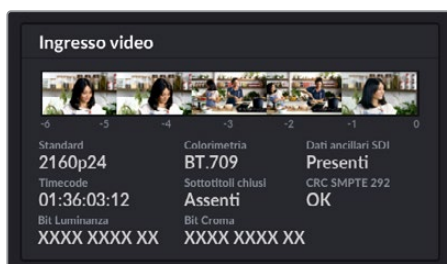 Ingresso video
-6 -5 -4 -3 -2 -1 0
Standard Colorimetria Dati ancillari SDI
2160p24 BT.709 Presenti
Timecode Sottotitoli chiusi CRC SMPTE 292
01:36:03:12 Assenti OK
Bit Luminanza Bit Croma
XXXX XXXX XX XXXX XXXX XX